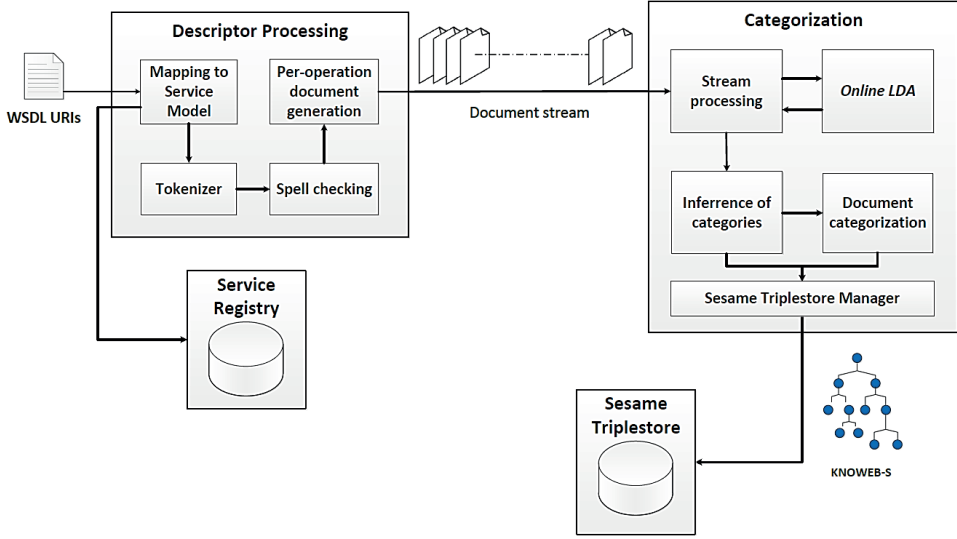 Descriptor Processing
Categorization
WSDL URIs
Mapping to
Service
Model
Per-operation
document
generation
Tokenizer
Spell checking
Document stream
Stream
processing
Online LDA
Inferrence of
categories
Document
categorization
Sesame Triplestore Manager
Service
Registry
Sesame
Triplestore
KNOWEB-S